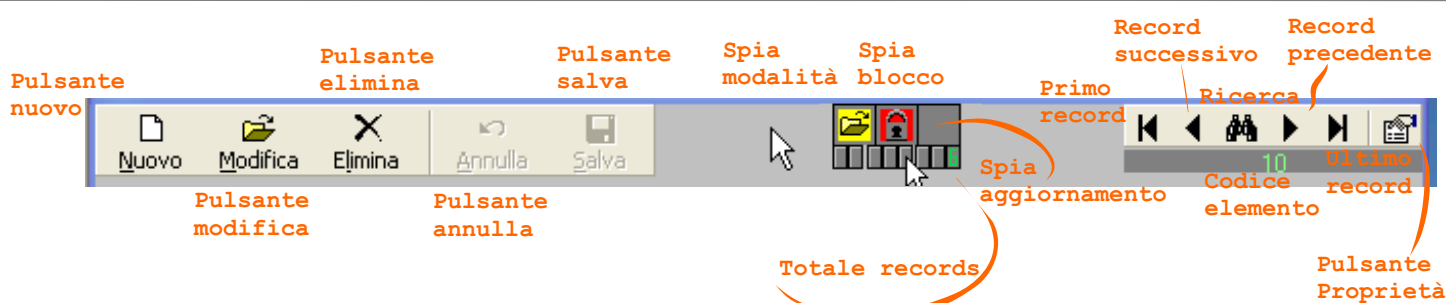 Record
successivo
Record
precedente
Pulsante
nuovo
Pulsante
elimina
Pulsante
salva
Spia
modalità
Spia
blocco
Primo
record
Ricerca
Nuovo
Modifica
Elimina
Annulla
Salva
10
Ultimo
record
Spia
aggiornamento
Codice
elemento
Pulsante
modifica
Pulsante
annulla
Totale records
Pulsante
Proprietà